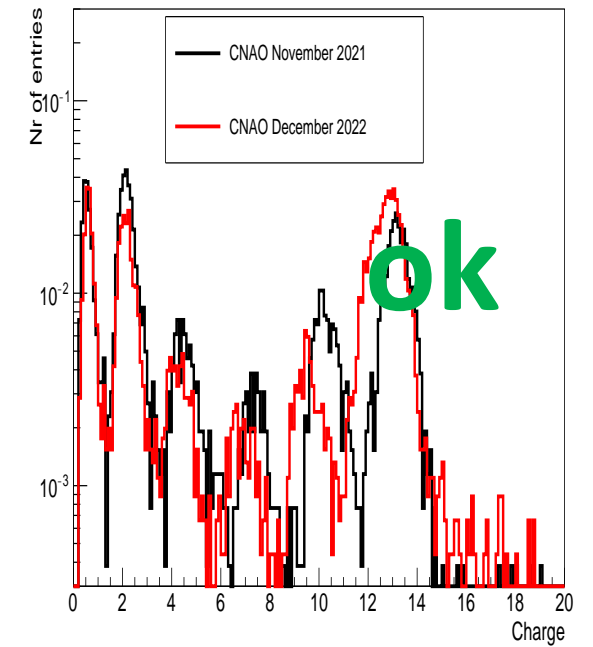 Nr of entries
CNAO November 2021
CNAO December 2022
10⁻¹
10⁻²
10⁻³
ok
0 2 4 6 8 10 12 14 16 18 20
Charge